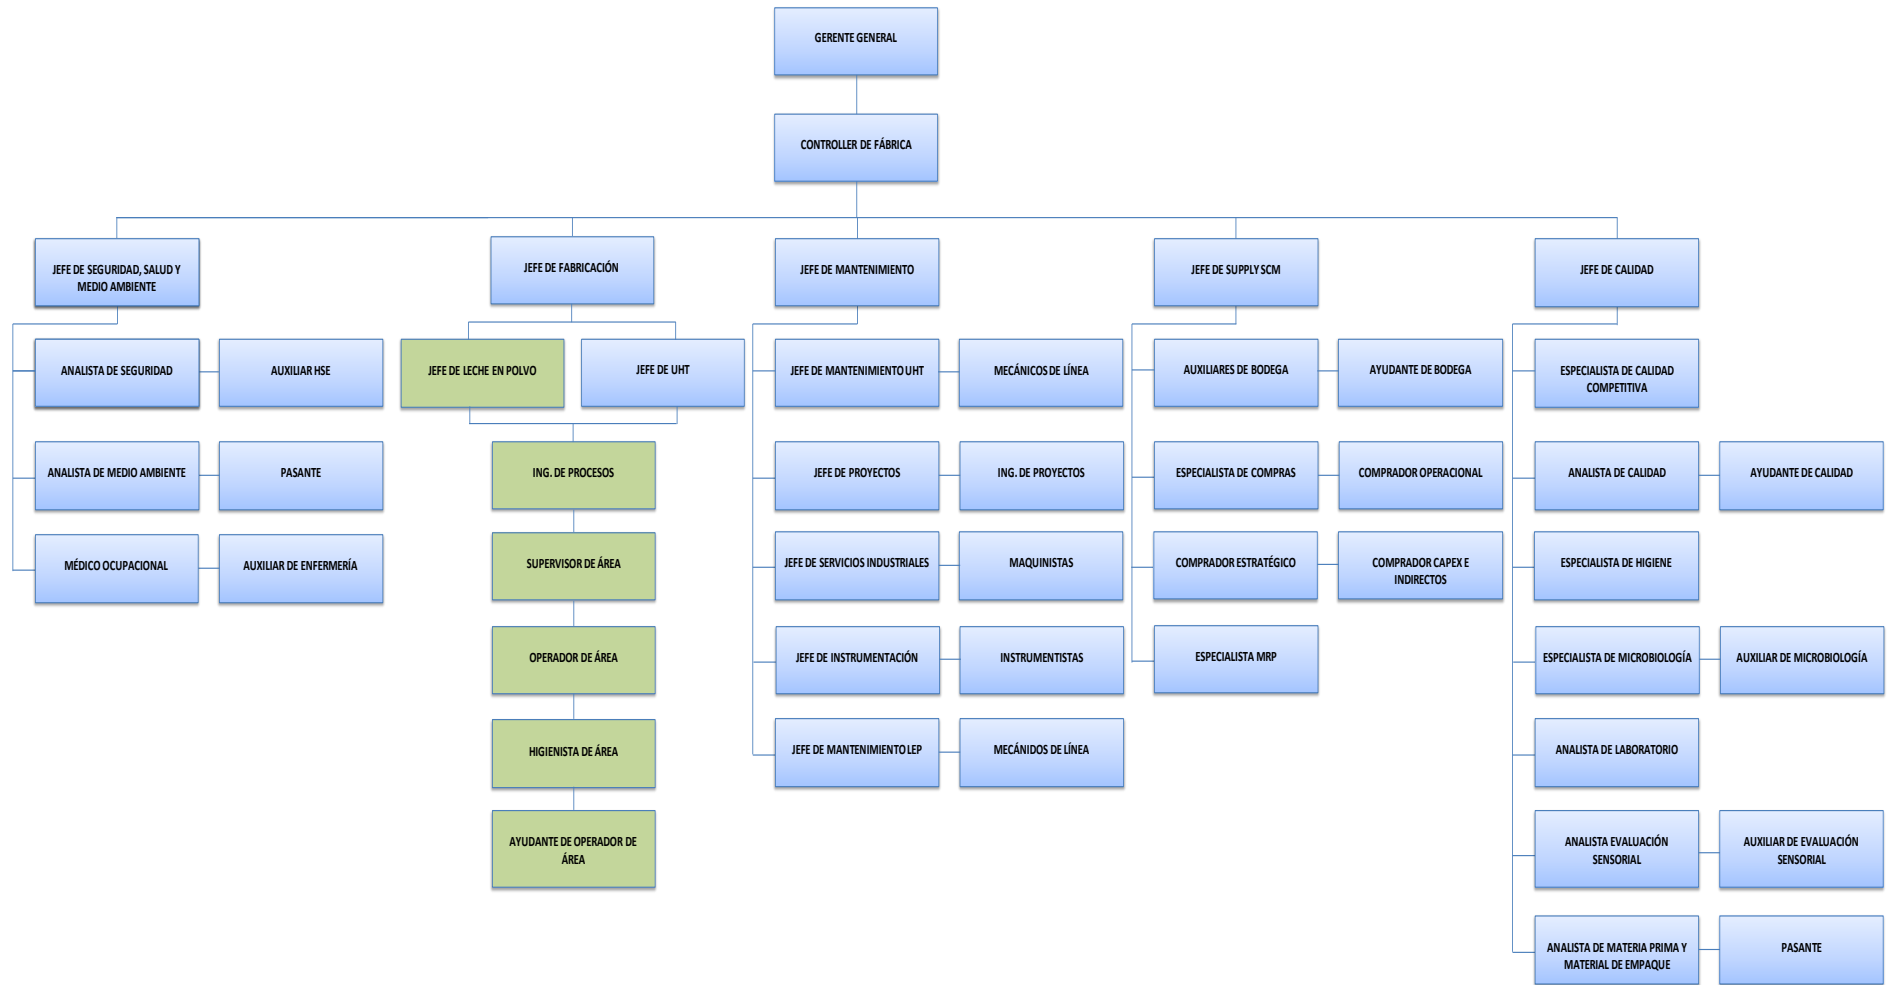 GERENTE GENERAL
CONTROLLER DE FÁBRICA
JEFE DE SEGURIDAD, SALUD Y
MEDIO AMBIENTE
JEFE DE FABRICACIÓN
JEFE DE MANTENIMIENTO
JEFE DE SUPPLY SCM
JEFE DE CALIDAD
ANALISTA DE SEGURIDAD
AUXILIAR HSE
JEFE DE LECHE EN POLVO
JEFE DE UHT
JEFE DE MANTENIMIENTO UHT
MECÁNICOS DE LÍNEA
AUXILIARES DE BODEGA
AYUDANTE DE BODEGA
ESPECIALISTA DE CALIDAD
COMPETITIVA
ANALISTA DE MEDIO AMBIENTE
PASANTE
ING. DE PROCESOS
JEFE DE PROYECTOS
ING. DE PROYECTOS
ESPECIALISTA DE COMPRAS
COMPRADOR OPERACIONAL
ANALISTA DE CALIDAD
AYUDANTE DE CALIDAD
MÉDICO OCUPACIONAL
AUXILIAR DE ENFERMERÍA
SUPERVISOR DE ÁREA
JEFE DE SERVICIOS INDUSTRIALES
MAQUINISTAS
COMPRADOR ESTRATÉGICO
COMPRADOR CAPEX E
INDIRECTOS
ESPECIALISTA DE HIGIENE
OPERADOR DE ÁREA
JEFE DE INSTRUMENTACIÓN
INSTRUMENTISTAS
ESPECIALISTA MRP
ESPECIALISTA DE MICROBIOLOGÍA
AUXILIAR DE MICROBIOLOGÍA
HIGIENISTA DE ÁREA
JEFE DE MANTENIMIENTO LEP
MECÁNIDOS DE LÍNEA
ANALISTA DE LABORATORIO
AYUDANTE DE OPERADOR DE
ÁREA
ANALISTA EVALUACIÓN
SENSORIAL
AUXILIAR DE EVALUACIÓN
SENSORIAL
ANALISTA DE MATERIA PRIMA Y
MATERIAL DE EMPAQUE
PASANTE